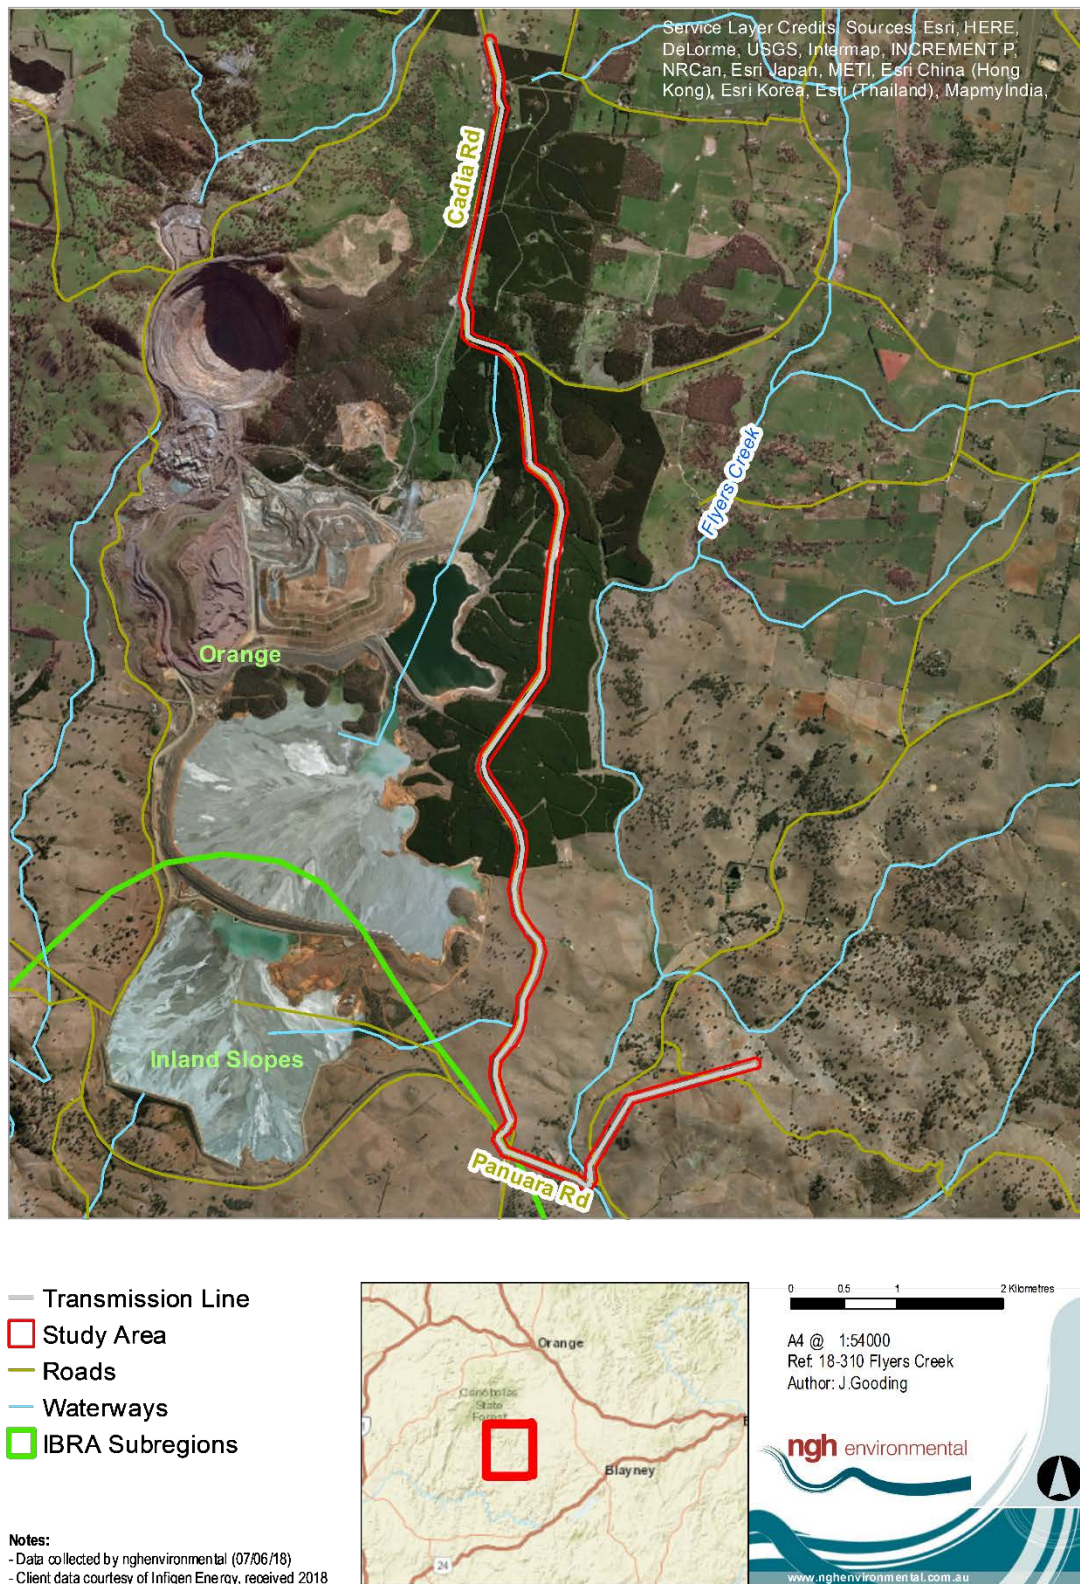 Service Layer Credits: Sources: Esri, HERE,
DeLorme, USGS, Intermap, INCREMENT P,
NRCan, Esri Japan, METI, Esri China (Hong
Kong), Esri Korea, Esri (Thailand), MapmyIndia,
Cadia Rd
Flyers Creek
Orange
Inland Slopes
Panuara Rd
Transmission Line
Study Area
Roads
Waterways
IBRA Subregions
Notes:
- Data collected by nghenvironmental (07/06/18)
- Client data courtesy of Infigen Energy, received 2018
Orange
Canobolas
State
Forest
Blayney
24
0 0.5 1 2 Kilometres
A4 @ 1:54000
Ref: 18-310 Flyers Creek
Author: J.Gooding
ngh environmental
www.nghenvironmental.com.au